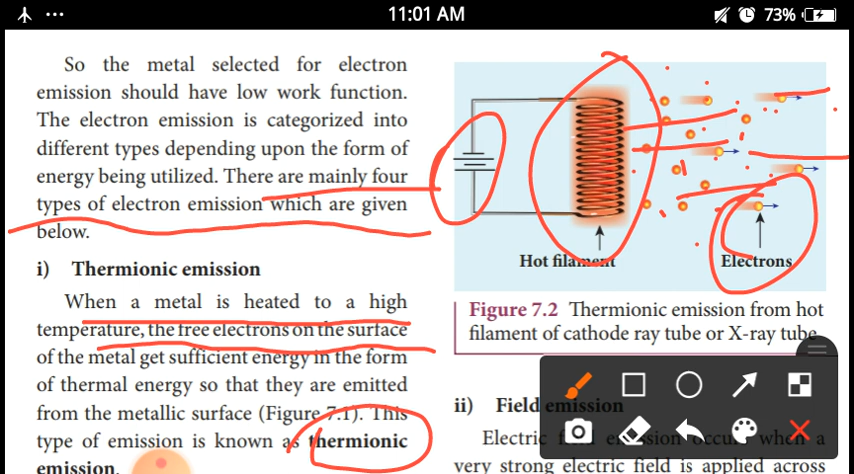 11:01 AM
73%
So the metal selected for electron
emission should have low work function.
The electron emission is categorized into
different types depending upon the form of
energy being utilized. There are mainly four
types of electron emission which are given
below.
i) Thermionic emission
When a metal is heated to a high
temperature, the free electrons on the surface
of the metal get sufficient energy in the form
of thermal energy so that they are emitted
from the metallic surface (Figure 7.1). This
type of emission is known as thermionic
emission.
Hot filament
Electrons
Figure 7.2 Thermionic emission from hot
filament of cathode ray tube or X-ray tube
ii) Field emission
Electric field emission occurs when a
very strong electric field is applied across